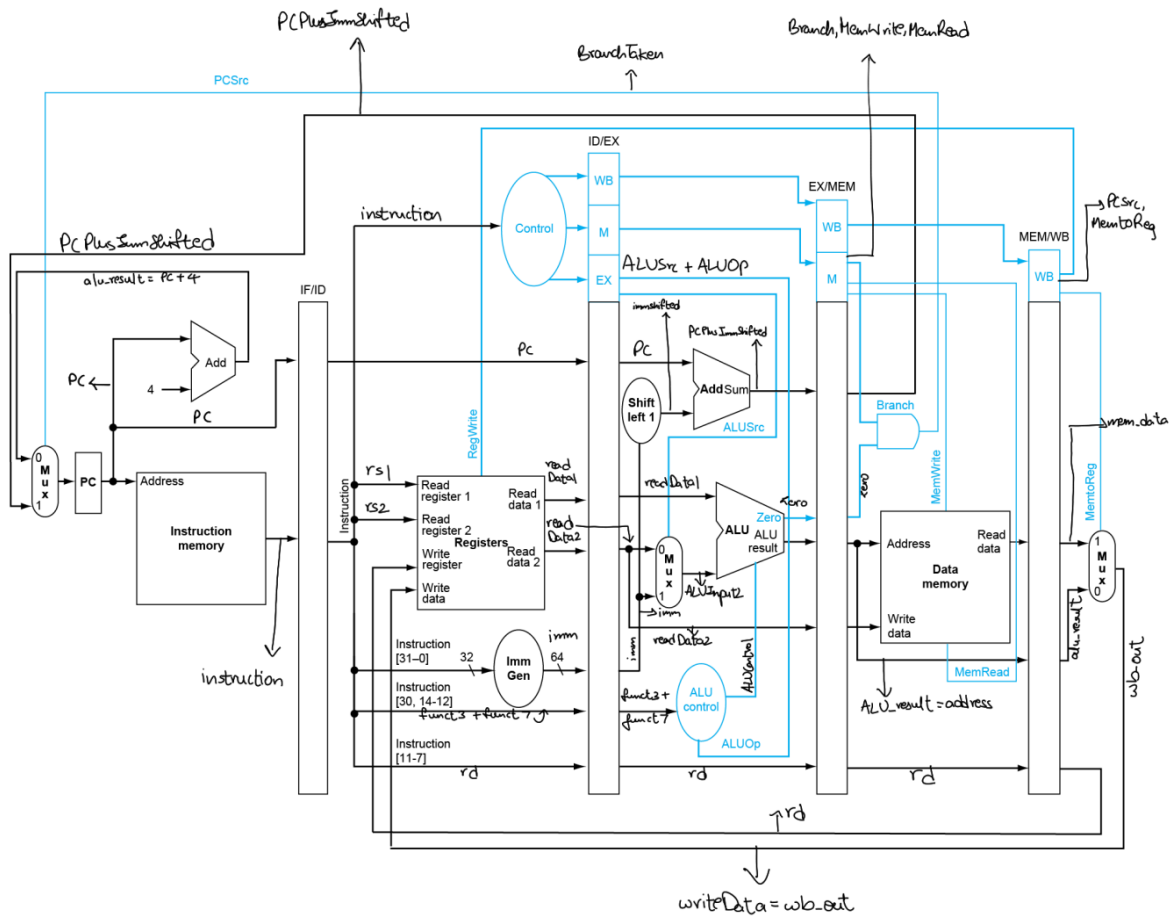 PCPlusImmShifted
Branch, MemWrite, MemRead
BranchTaken
PCSrc
ID/EX
WB
EX/MEM
instruction
Control
M
WB
PCSrc,
MemtoReg
MEM/WB
PCPlusImmShifted
ALUSrc + ALUOp
alu_result = PC+4
EX
M
WB
IF/ID
immshifted
PCPlusImmShifted
PC
PC
Add
Add Sum
PC
4
Shift
left 1
Branch
PC
ALUSrc
mem_data
RegWrite
0
M
u
x
1
PC
Address
Instruction
memory
Instruction
rs1
rs2
Read
register 1
Read
register 2
Registers
Write
register
Write
data
Read
data 1
Read
data 2
read
Data1
read
Data2
readData1
zero
Zero
ALU
ALU
result
0
M
u
x
1
ALUInput2
imm
readData2
zero
MemWrite
Address
Read
data
Data
memory
Write
data
MemtoReg
1
M
u
x
0
alu_result
Instruction
[31–0]
32
Imm
Gen
imm
64
imm
ALUControl
MemRead
wb_out
instruction
Instruction
[30, 14-12]
funct3 + funct7
funct3+
funct7
ALU
control
ALU_result=address
Instruction
[11-7]
ALUOp
rd
rd
rd
rd
writeData = wb_out